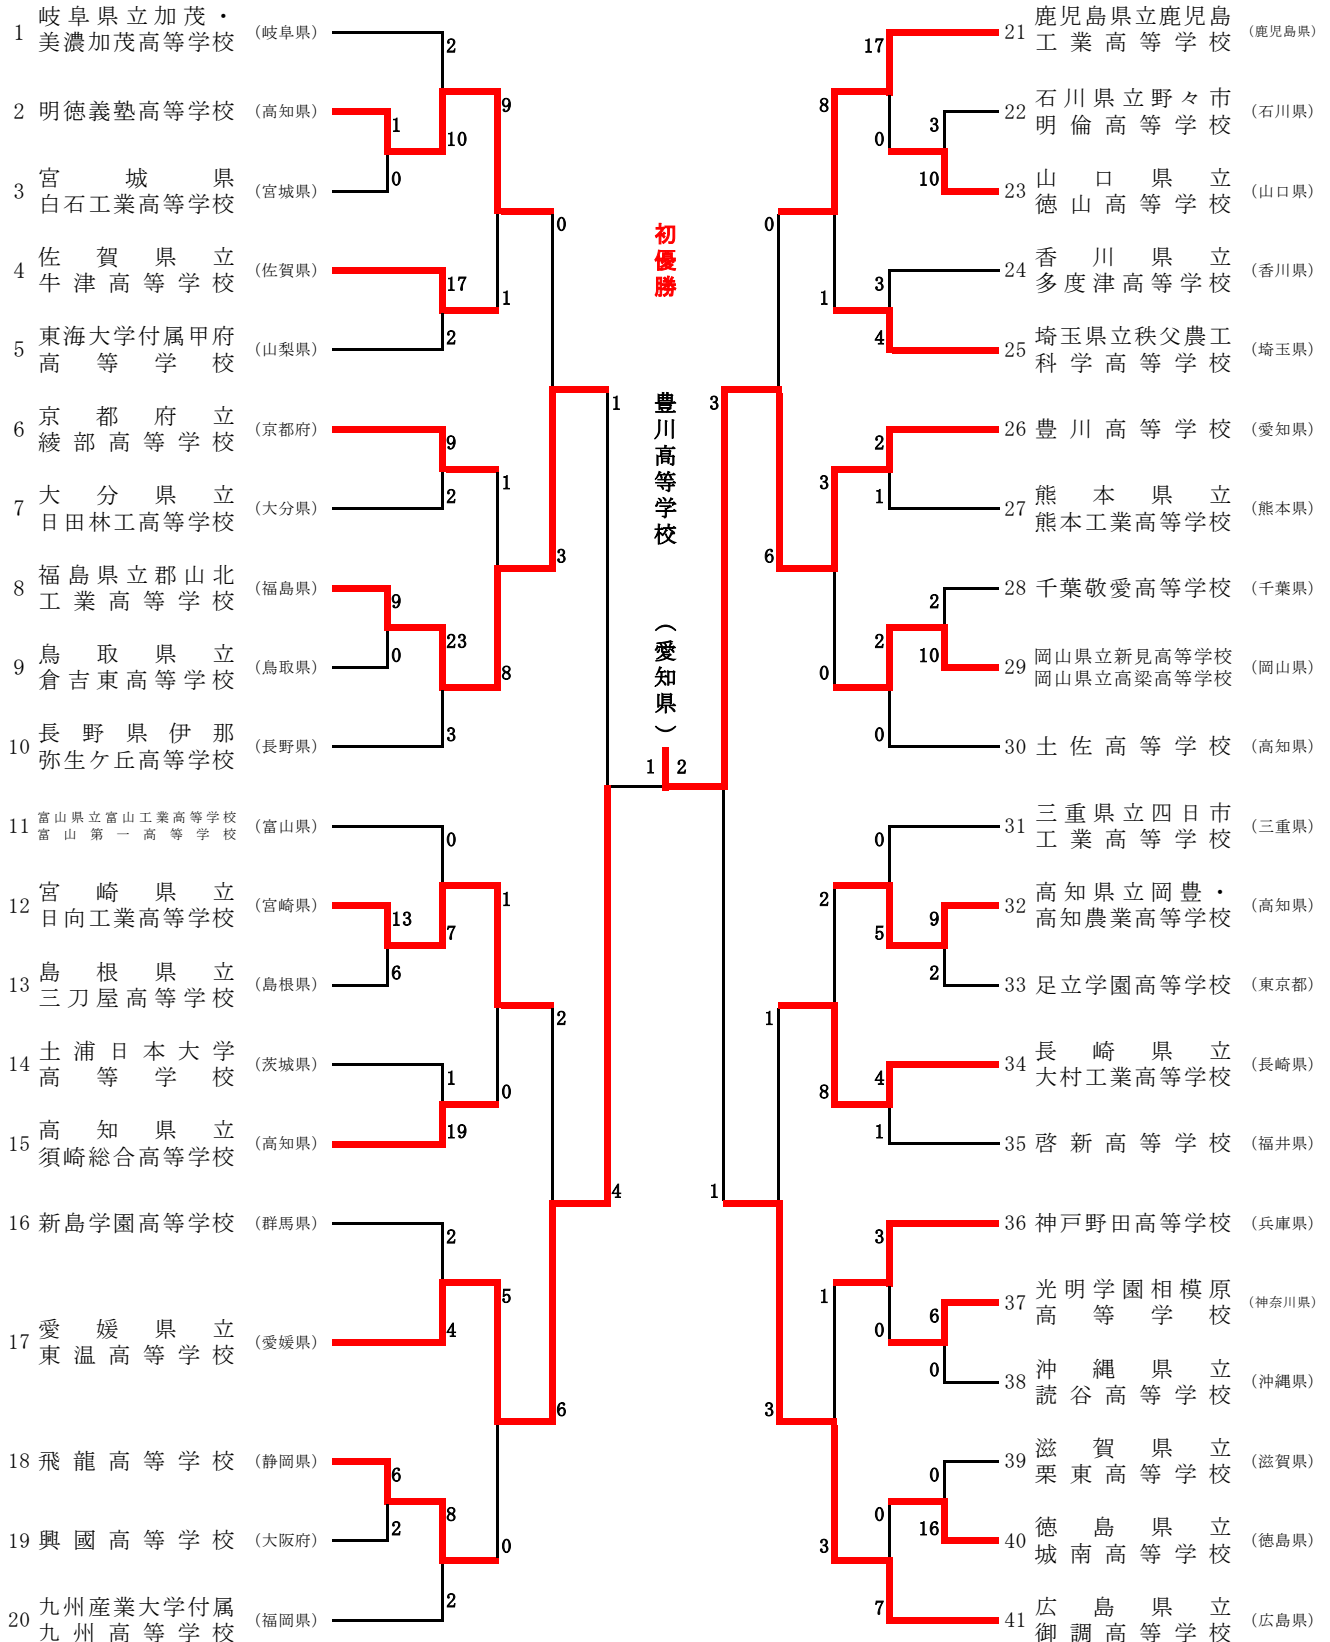 1 岐阜県立加茂・
美濃加茂高等学校 (岐阜県)
2 明徳義塾高等学校 (高知県)
3 宮城県
白石工業高等学校 (宮城県)
4 佐賀県立
牛津高等学校 (佐賀県)
5 東海大学付属甲府
高等学校 (山梨県)
6 京都府立
綾部高等学校 (京都府)
7 大分県立
日田林工高等学校 (大分県)
8 福島県立郡山北
工業高等学校 (福島県)
9 鳥取県立
倉吉東高等学校 (鳥取県)
10 長野県伊那
弥生ケ丘高等学校 (長野県)
11 富山県立富山工業高等学校
富山第一高等学校 (富山県)
12 宮崎県立
日向工業高等学校 (宮崎県)
13 島根県立
三刀屋高等学校 (島根県)
14 土浦日本大学
高等学校 (茨城県)
15 高知県立
須崎総合高等学校 (高知県)
16 新島学園高等学校 (群馬県)
17 愛媛県立
東温高等学校 (愛媛県)
18 飛龍高等学校 (静岡県)
19 興國高等学校 (大阪府)
20 九州産業大学付属
九州高等学校 (福岡県)
2
1
10
0
9
17
2
1
0
9
2
1
9
0
23
3
8
3
1
0
13
7
6
1
1
19
0
2
2
4
5
6
2
8
2
0
6
4
初優勝
豊川高等学校
(愛知県)
1 2
17
0
3
10
8
3
4
1
0
2
1
3
2
10
2
0
0
6
3
0
5
9
2
2
4
1
8
1
3
6
0
0
1
0
16
0
7
3
3
1
21 鹿児島県立鹿児島
工業高等学校 (鹿児島県)
22 石川県立野々市
明倫高等学校 (石川県)
23 山口県立
徳山高等学校 (山口県)
24 香川県立
多度津高等学校 (香川県)
25 埼玉県立秩父農工
科学高等学校 (埼玉県)
26 豊川高等学校 (愛知県)
27 熊本県立
熊本工業高等学校 (熊本県)
28 千葉敬愛高等学校 (千葉県)
29 岡山県立新見高等学校
岡山県立高梁高等学校 (岡山県)
30 土佐高等学校 (高知県)
31 三重県立四日市
工業高等学校 (三重県)
32 高知県立岡豊・
高知農業高等学校 (高知県)
33 足立学園高等学校 (東京都)
34 長崎県立
大村工業高等学校 (長崎県)
35 啓新高等学校 (福井県)
36 神戸野田高等学校 (兵庫県)
37 光明学園相模原
高等学校 (神奈川県)
38 沖縄県立
読谷高等学校 (沖縄県)
39 滋賀県立
栗東高等学校 (滋賀県)
40 徳島県立
城南高等学校 (徳島県)
41 広島県立
御調高等学校 (広島県)